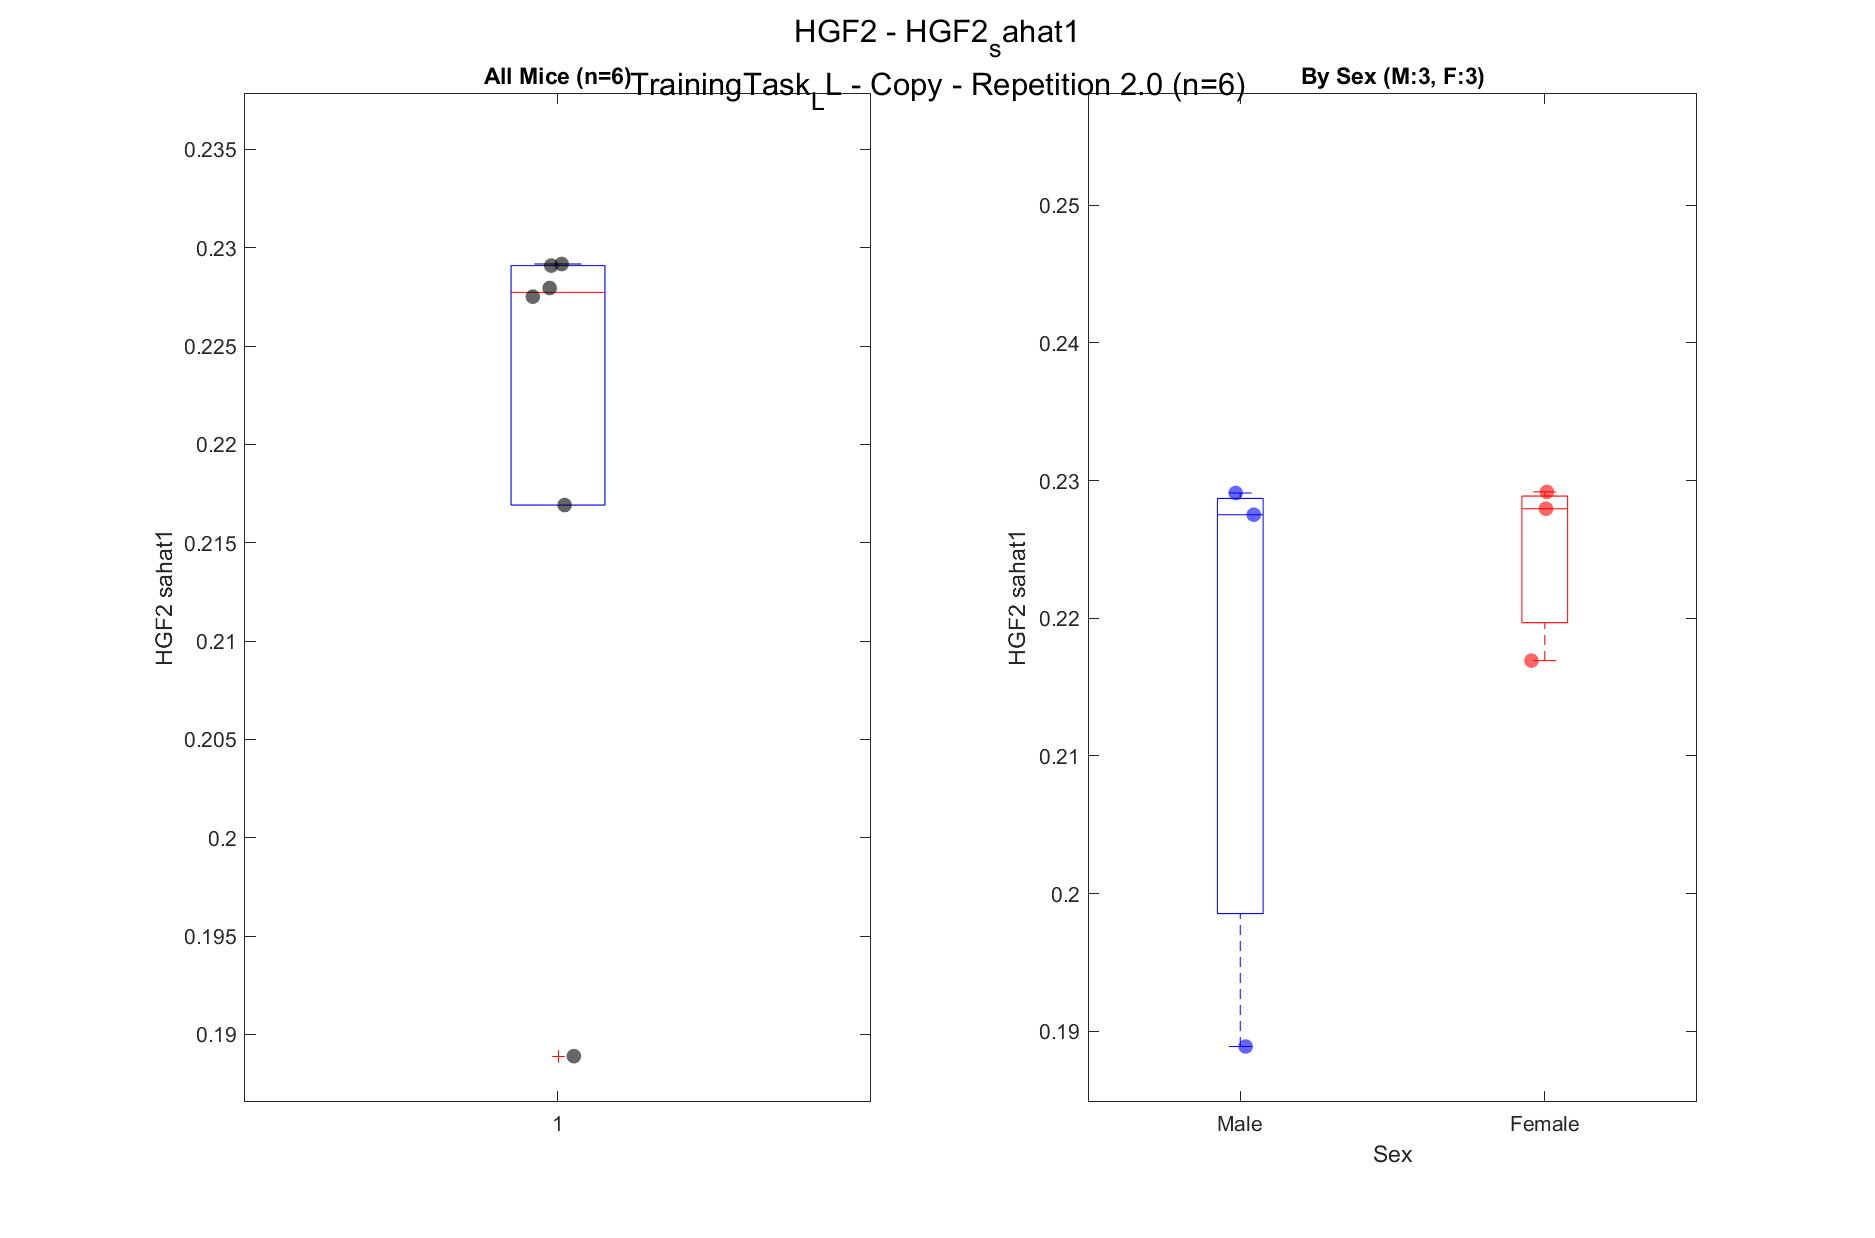 HGF2 - HGF2sahat1
TrainingTaskLL - Copy - Repetition 2.0 (n=6)
All Mice (n=6)
0.235
0.23
0.225
0.22
0.215
0.21
0.205
0.2
0.195
0.19
HGF2 sahat1
1
By Sex (M:3, F:3)
0.25
0.24
0.23
0.22
0.21
0.2
0.19
HGF2 sahat1
Male Female
Sex